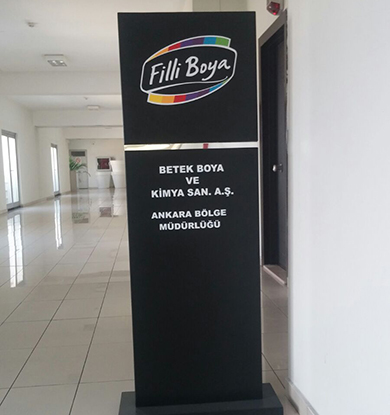 Filli Boya
BETEK BOYA
VE
KİMYA SAN. A.Ş.
ANKARA BÖLGE
MÜDÜRLÜĞÜ